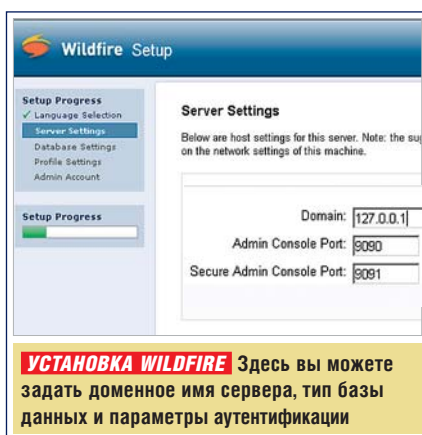 Wildfire Setup
Setup Progress
✓ Language Selection
Server Settings
Database Settings
Profile Settings
Admin Account
Setup Progress
Server Settings
Below are host settings for this server. Note: the su
on the network settings of this machine.
Domain: 127.0.0.1
Admin Console Port: 9090
Secure Admin Console Port: 9091
УСТАНОВКА WILDFIRE Здесь вы можете
задать доменное имя сервера, тип базы
данных и параметры аутентификации